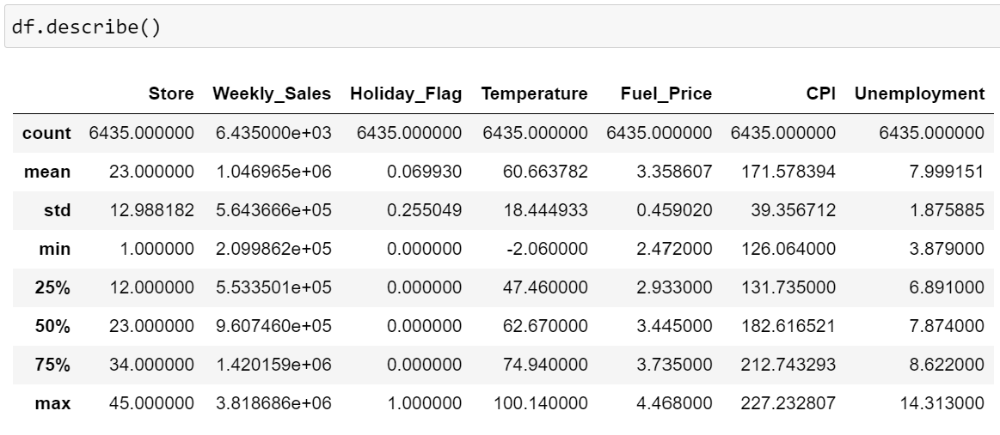 df.describe()
Store Weekly_Sales Holiday_Flag Temperature Fuel_Price CPI Unemployment
count 6435.000000 6.435000e+03 6435.000000 6435.000000 6435.000000 6435.000000 6435.000000
mean 23.000000 1.046965e+06 0.069930 60.663782 3.358607 171.578394 7.999151
std 12.988182 5.643666e+05 0.255049 18.444933 0.459020 39.356712 1.875885
min 1.000000 2.099862e+05 0.000000 -2.060000 2.472000 126.064000 3.879000
25% 12.000000 5.533501e+05 0.000000 47.460000 2.933000 131.735000 6.891000
50% 23.000000 9.607460e+05 0.000000 62.670000 3.445000 182.616521 7.874000
75% 34.000000 1.420159e+06 0.000000 74.940000 3.735000 212.743293 8.622000
max 45.000000 3.818686e+06 1.000000 100.140000 4.468000 227.232807 14.313000